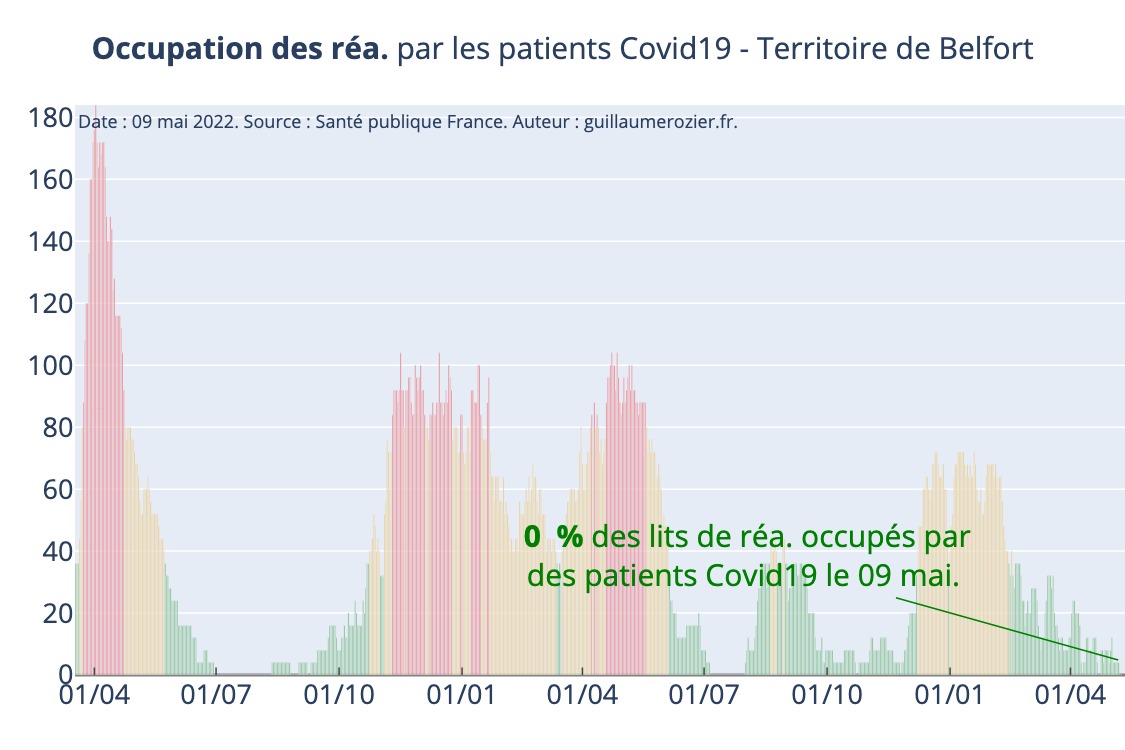 Occupation des réa. par les patients Covid19 - Territoire de Belfort
180
Date : 09 mai 2022. Source : Santé publique France. Auteur : guillaumerozier.fr.
160
140
120
100
80
60
40
20
0
0 % des lits de réa. occupés par
des patients Covid19 le 09 mai.
01/04 01/07 01/10 01/01 01/04 01/07 01/10 01/01 01/04